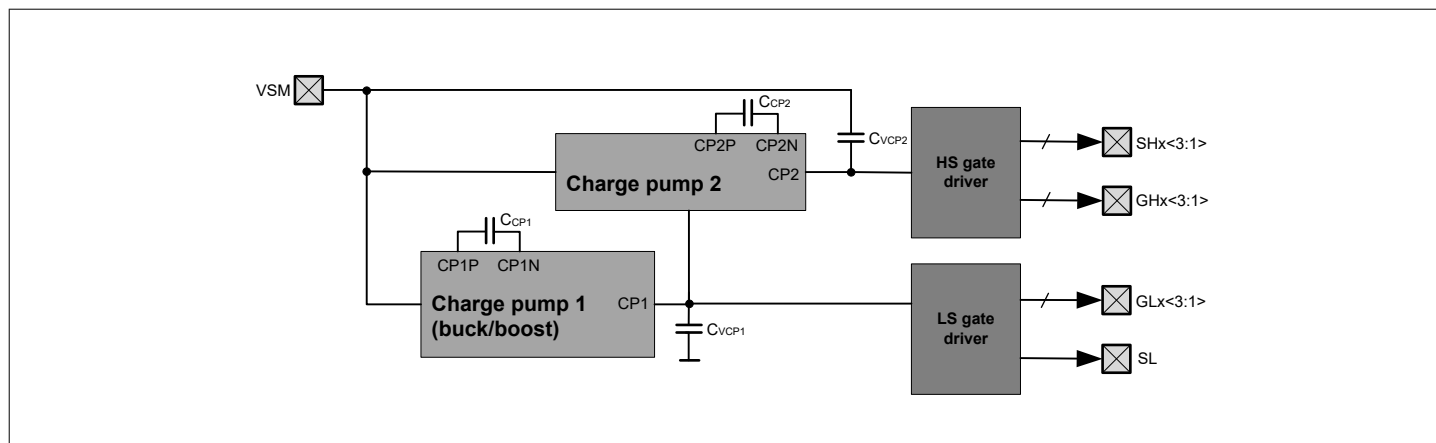 VSM
CCP2
CP2P CP2N
CVCP2
Charge pump 2
CP2
HS gate
driver
SHx<3:1>
GHx<3:1>
CCP1
CP1P CP1N
Charge pump 1
(buck/boost)
CP1
CVCP1
LS gate
driver
GLx<3:1>
SL